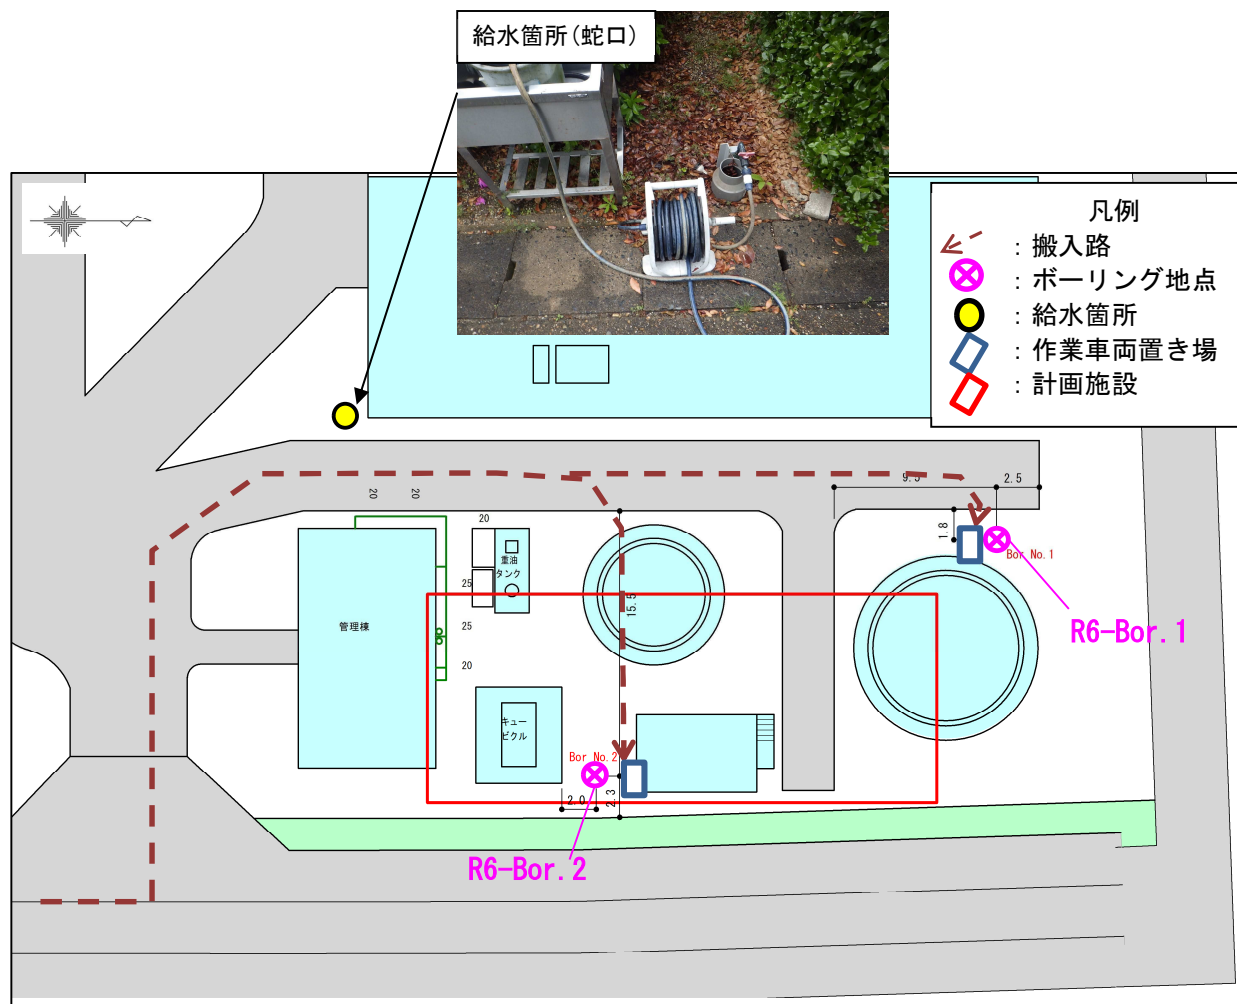 給水箇所(蛇口)
凡例
：搬入路
：ボーリング地点
：給水箇所
：作業車両置き場
：計画施設
9.5
2.5
20
20
20
1.8
Bor No.1
重油
タンク
25
15.5
R6-Bor.1
管理棟
25
20
キュー
ビクル
Bor No.2
2.0
2.3
R6-Bor.2